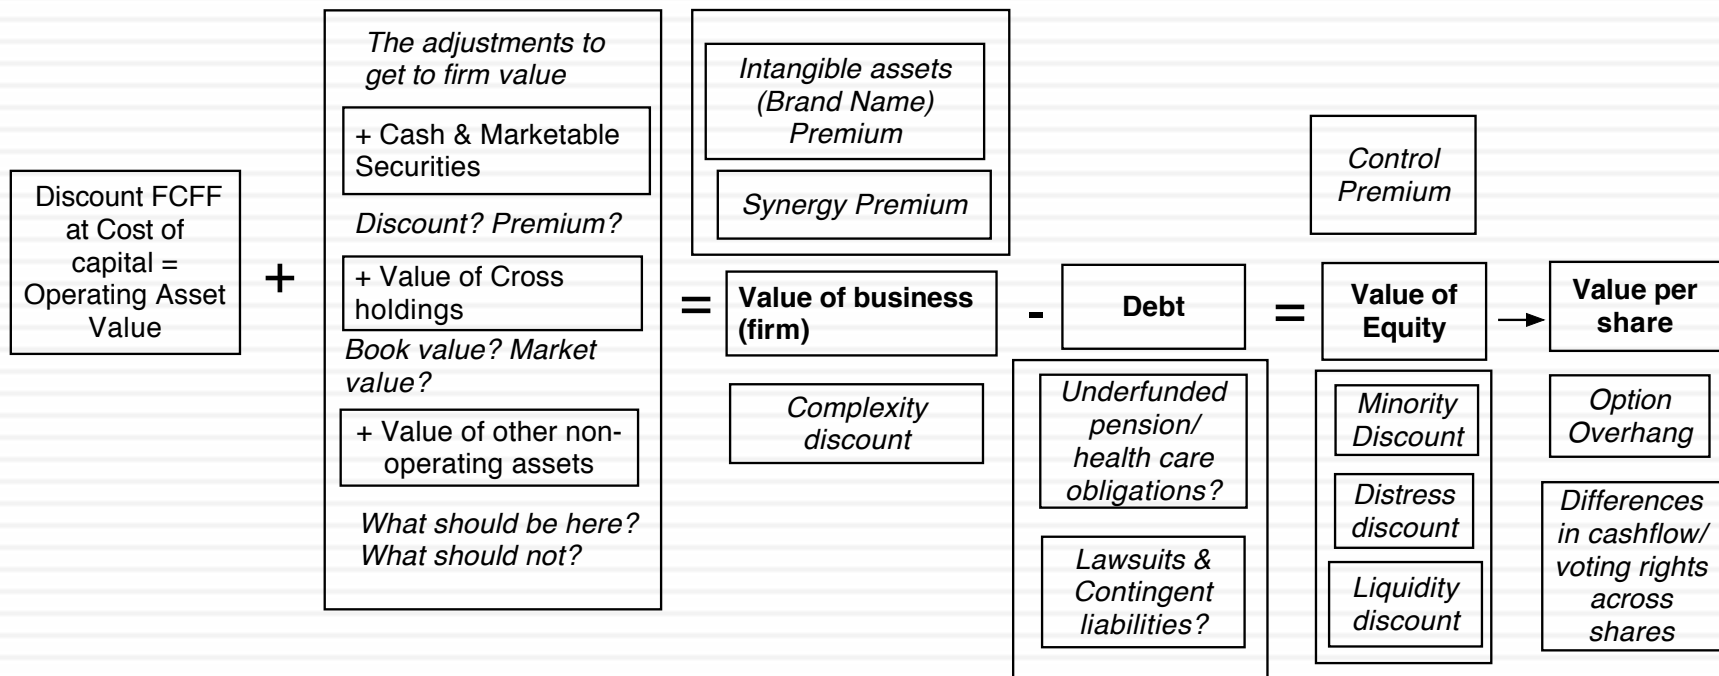 Discount FCFF
at Cost of
capital =
Operating Asset
Value
+
The adjustments to
get to firm value
+ Cash & Marketable
Securities
Discount? Premium?
+ Value of Cross
holdings
Book value? Market
value?
+ Value of other non-
operating assets
What should be here?
What should not?
=
Intangible assets
(Brand Name)
Premium
Synergy Premium
Value of business
(firm)
Complexity
discount
-
Debt
Underfunded
pension/
health care
obligations?
Lawsuits &
Contingent
liabilities?
=
Control
Premium
Value of
Equity
Minority
Discount
Distress
discount
Liquidity
discount
Value per
share
Option
Overhang
Differences
in cashflow/
voting rights
across
shares